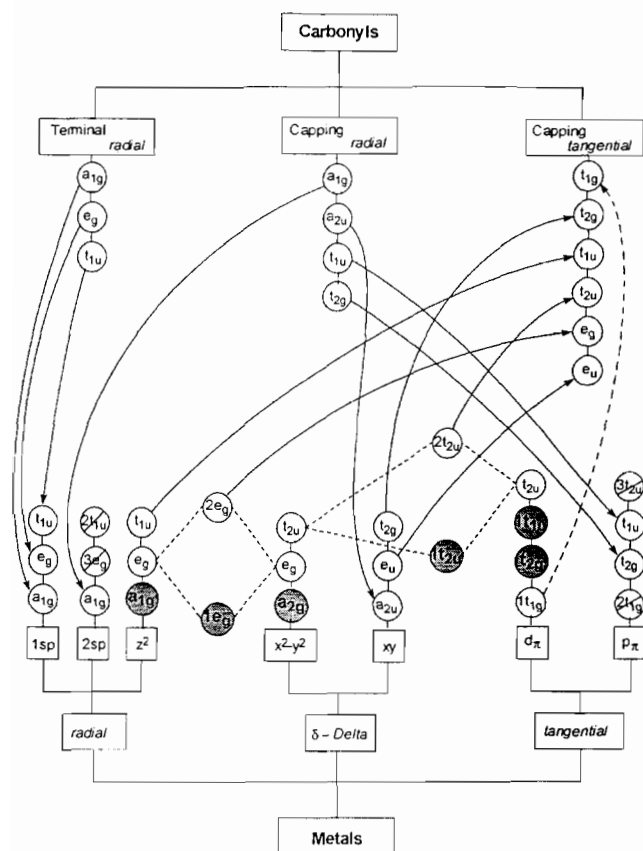 Carbonyls
Terminal
radial
Capping
radial
Capping
tangential
a1g
eg
t1u
a1g
a2u
t1u
t2g
t1g
t2g
t1u
t2u
eg
eu
2t2u
t1u
eg
a1g
2t1u
3eg
a1g
t1u
eg
a1g
2eg
1eg
t2u
eg
a2g
t2g
eu
a2u
1t2u
t2u
1t1u
t2g
1t1g
3t2u
t1u
t2g
2t1g
1sp
2sp
z²
x²–y²
xy
dπ
pπ
radial
δ – Delta
tangential
Metals